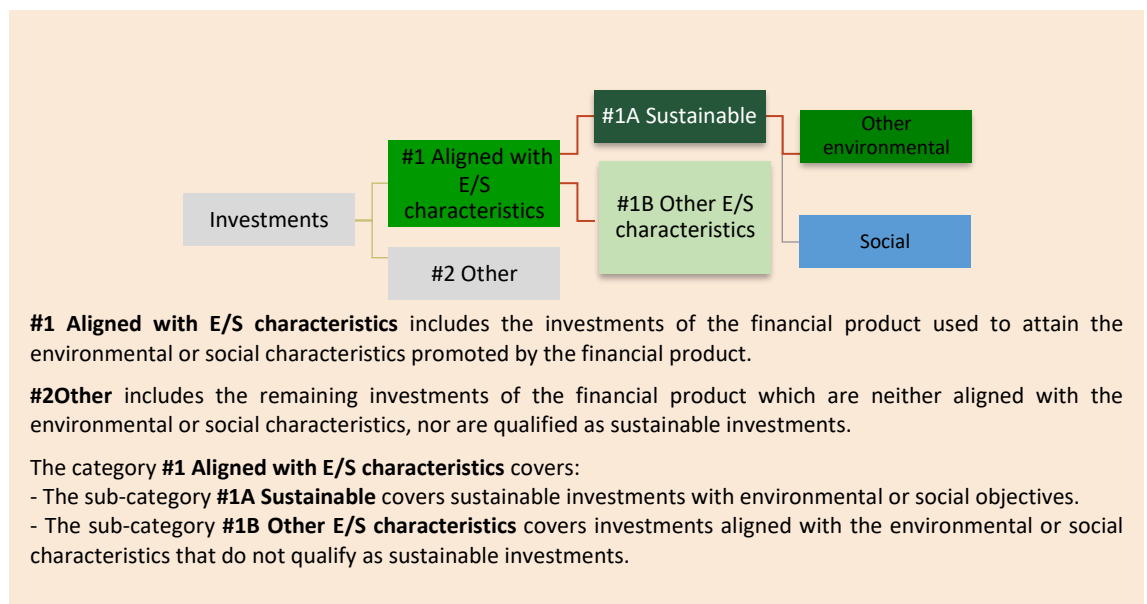 #1A Sustainable
Other
environmental
#1 Aligned with
E/S
characteristics
#1B Other E/S
characteristics
Investments
Social
#2 Other
#1 Aligned with E/S characteristics includes the investments of the financial product used to attain the
environmental or social characteristics promoted by the financial product.
#2Other includes the remaining investments of the financial product which are neither aligned with the
environmental or social characteristics, nor are qualified as sustainable investments.
The category #1 Aligned with E/S characteristics covers:
- The sub-category #1A Sustainable covers sustainable investments with environmental or social objectives.
- The sub-category #1B Other E/S characteristics covers investments aligned with the environmental or social
characteristics that do not qualify as sustainable investments.